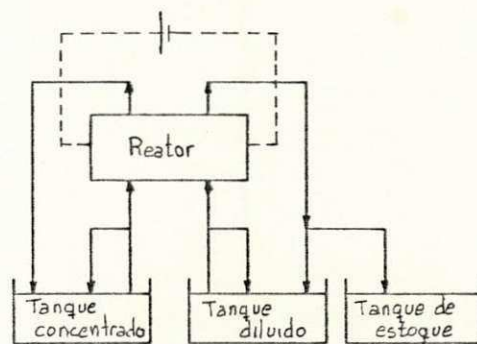 Reator
Tanque
concentrado
Tanque
diluido
Tanque de
estoque